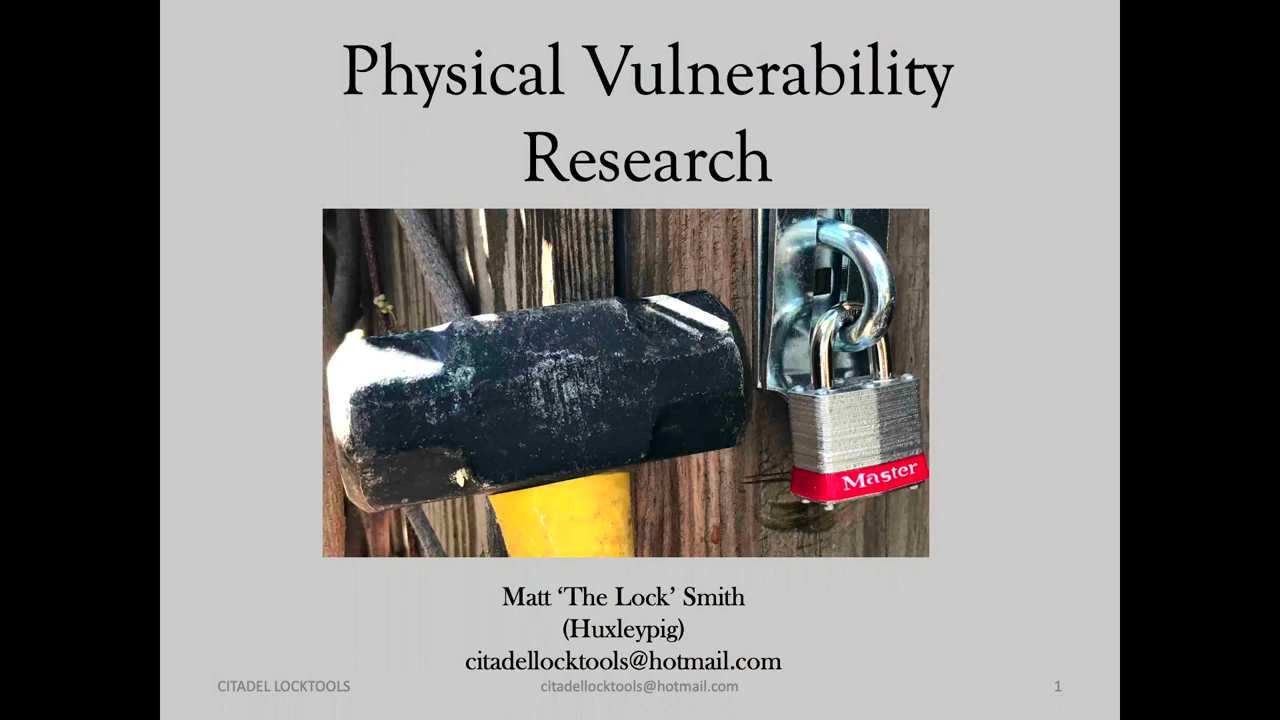 Physical Vulnerability
Research
Master
Matt ‘The Lock’ Smith
(Huxleypig)
citadellocktools@hotmail.com
CITADEL LOCKTOOLS
citadellocktools@hotmail.com
1